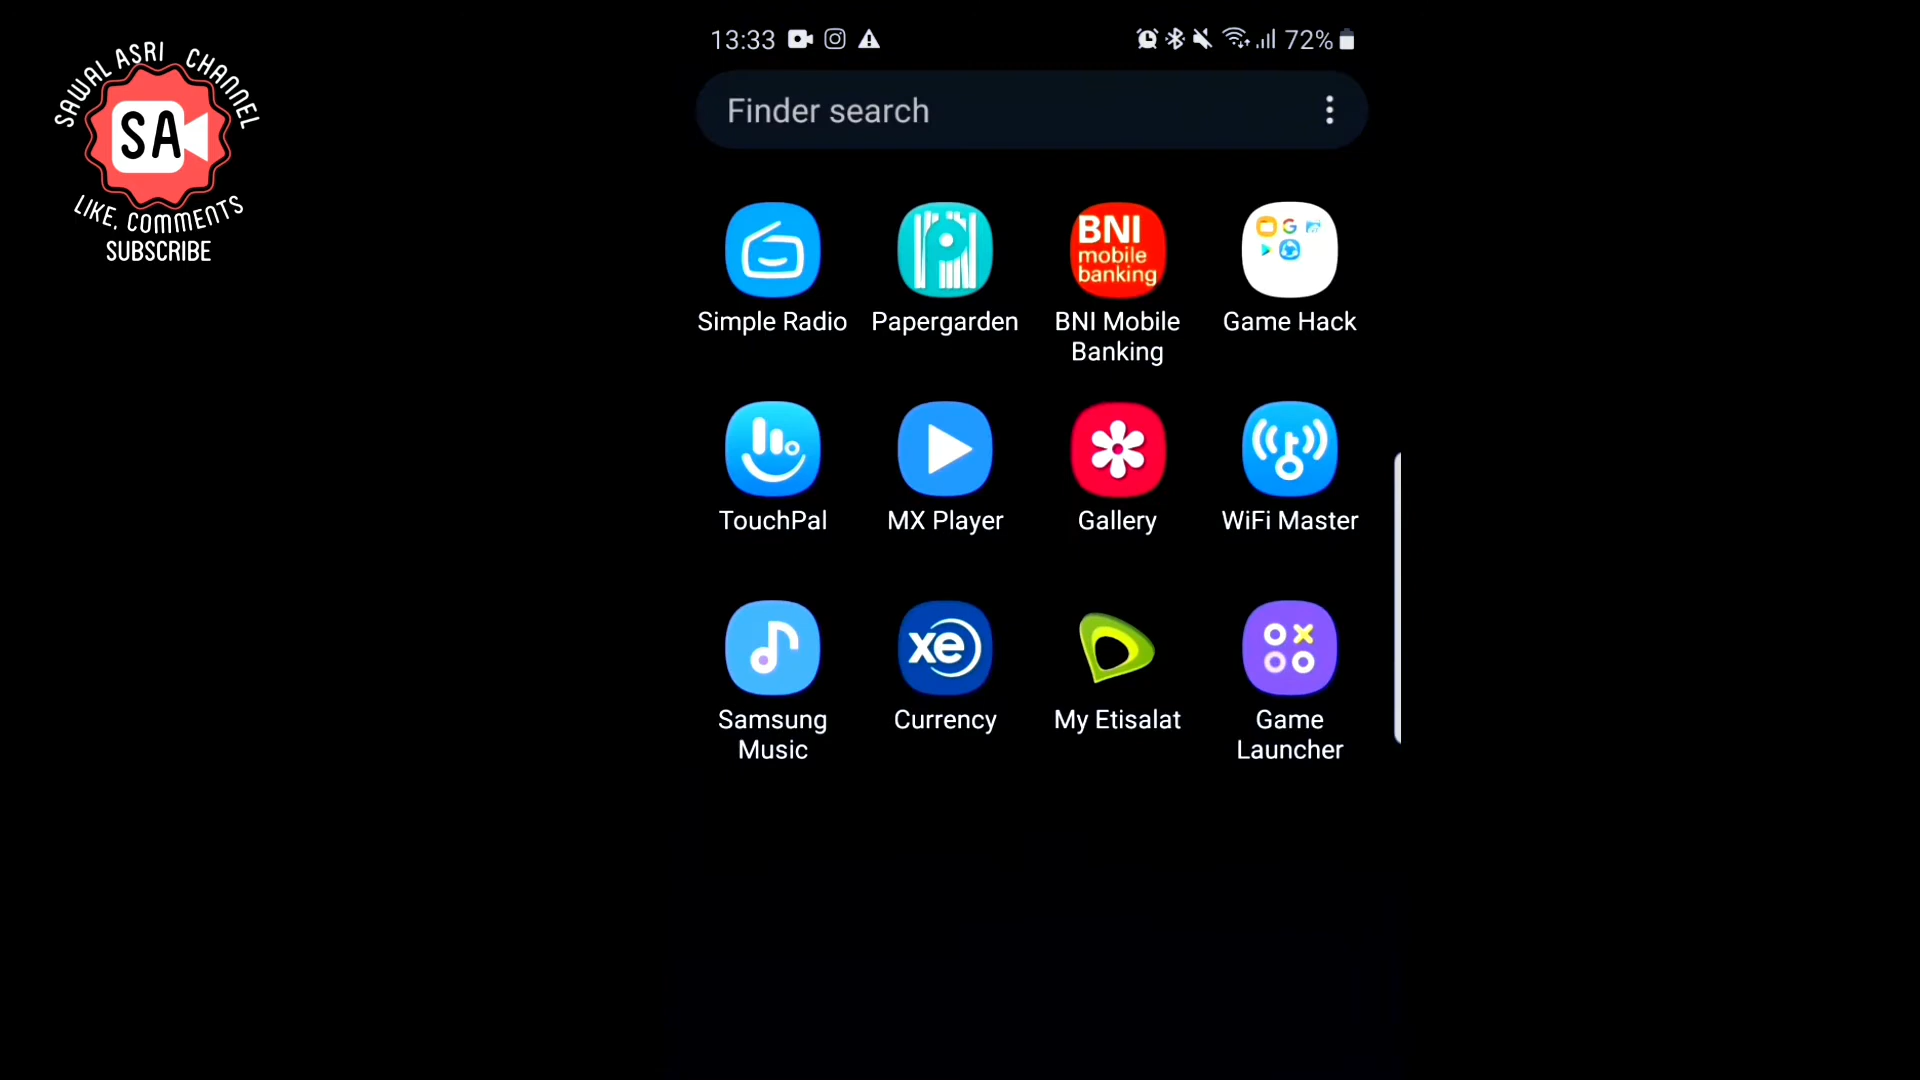 SAWAL ASRI CHANNEL
SA
LIKE, COMMENTS
SUBSCRIBE
13:33
72%
Finder search
BNI
mobile
banking
Simple Radio
Papergarden
BNI Mobile
Banking
Game Hack
TouchPal
MX Player
Gallery
WiFi Master
xe
Samsung
Music
Currency
My Etisalat
Game
Launcher